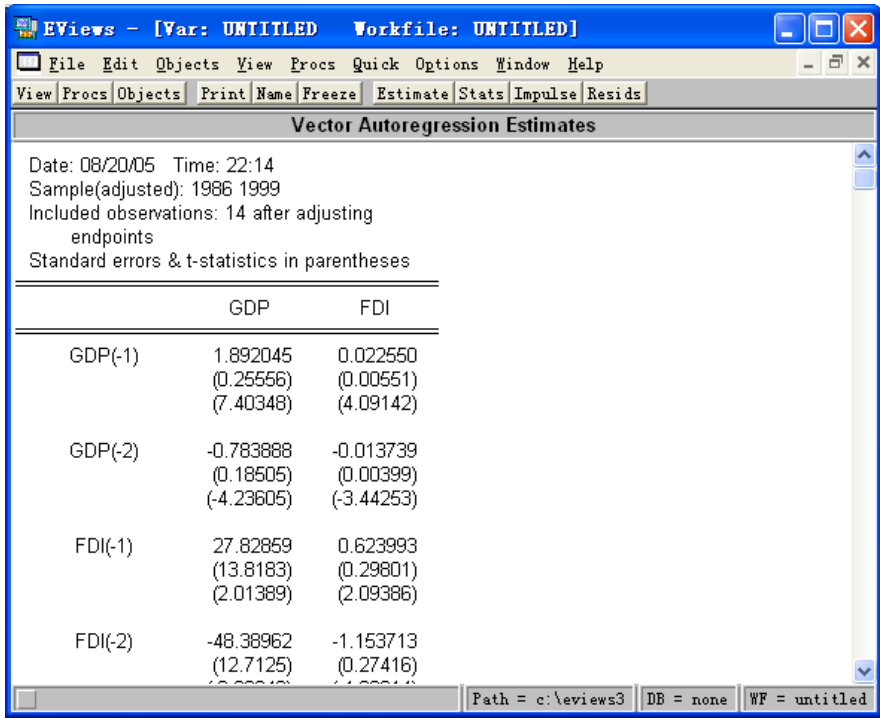 EViews - [Var: UNTITLED   Workfile: UNTITLED]
File Edit Objects View Procs Quick Options Window Help
View Procs Objects Print Name Freeze Estimate Stats Impulse Resids
Vector Autoregression Estimates
Date: 08/20/05   Time: 22:14
Sample(adjusted): 1986 1999
Included observations: 14 after adjusting
endpoints
Standard errors & t-statistics in parentheses
GDP FDI
GDP(-1) 1.892045 0.022550
(0.25556) (0.00551)
(7.40348) (4.09142)
GDP(-2) -0.783888 -0.013739
(0.18505) (0.00399)
(-4.23605) (-3.44253)
FDI(-1) 27.82859 0.623993
(13.8183) (0.29801)
(2.01389) (2.09386)
FDI(-2) -48.38962 -1.153713
(12.7125) (0.27416)
Path = c:\eviews3 DB = none WF = untitled